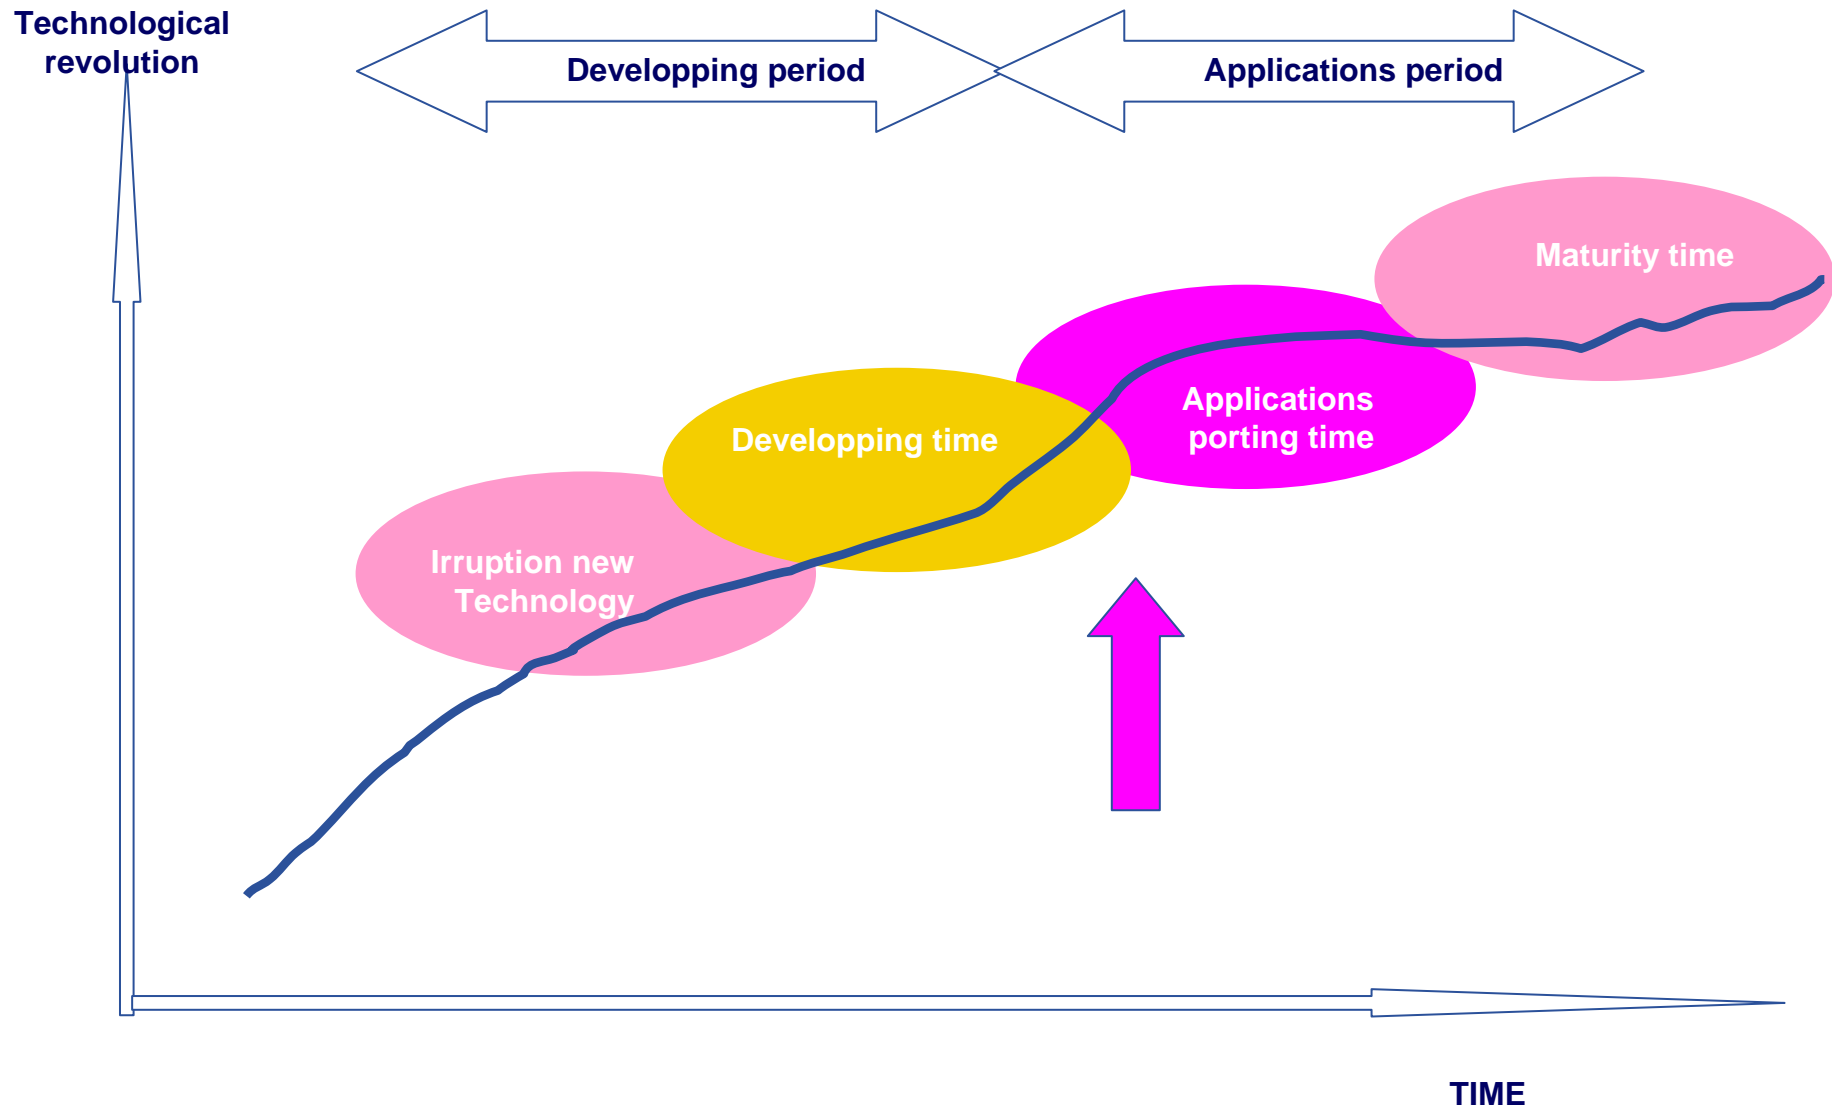 Technological
revolution
Developping period
Applications period
Maturity time
Applications
porting time
Developping time
Irruption new
Technology
TIME